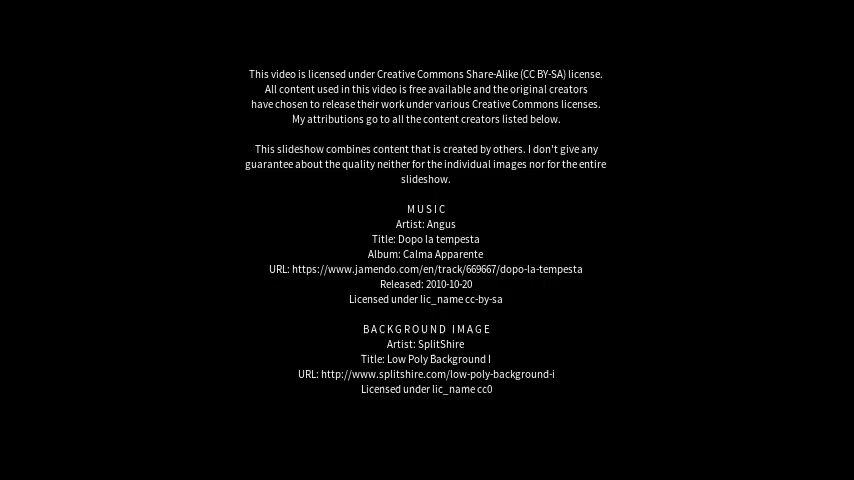 This video is licensed under Creative Commons Share-Alike (CC BY-SA) license.
All content used in this video is free available and the original creators
have chosen to release their work under various Creative Commons licenses.
My attributions go to all the content creators listed below.
This slideshow combines content that is created by others. I don't give any
guarantee about the quality neither for the individual images nor for the entire
slideshow.
MUSIC
Artist: Angus
Title: Dopo la tempesta
Album: Calma Apparente
URL: https://www.jamendo.com/en/track/669667/dopo-la-tempesta
Released: 2010-10-20
Licensed under lic_name cc-by-sa
BACKGROUND IMAGE
Artist: SplitShire
Title: Low Poly Background I
URL: http://www.splitshire.com/low-poly-background-i
Licensed under lic_name cc0